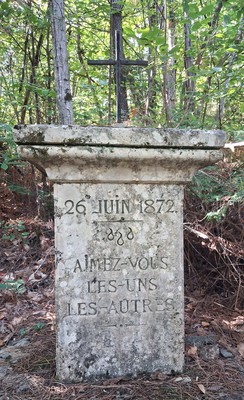 26 JUIN 1872.
AIMEZ-VOUS
LES-UNS
LES-AUTRES